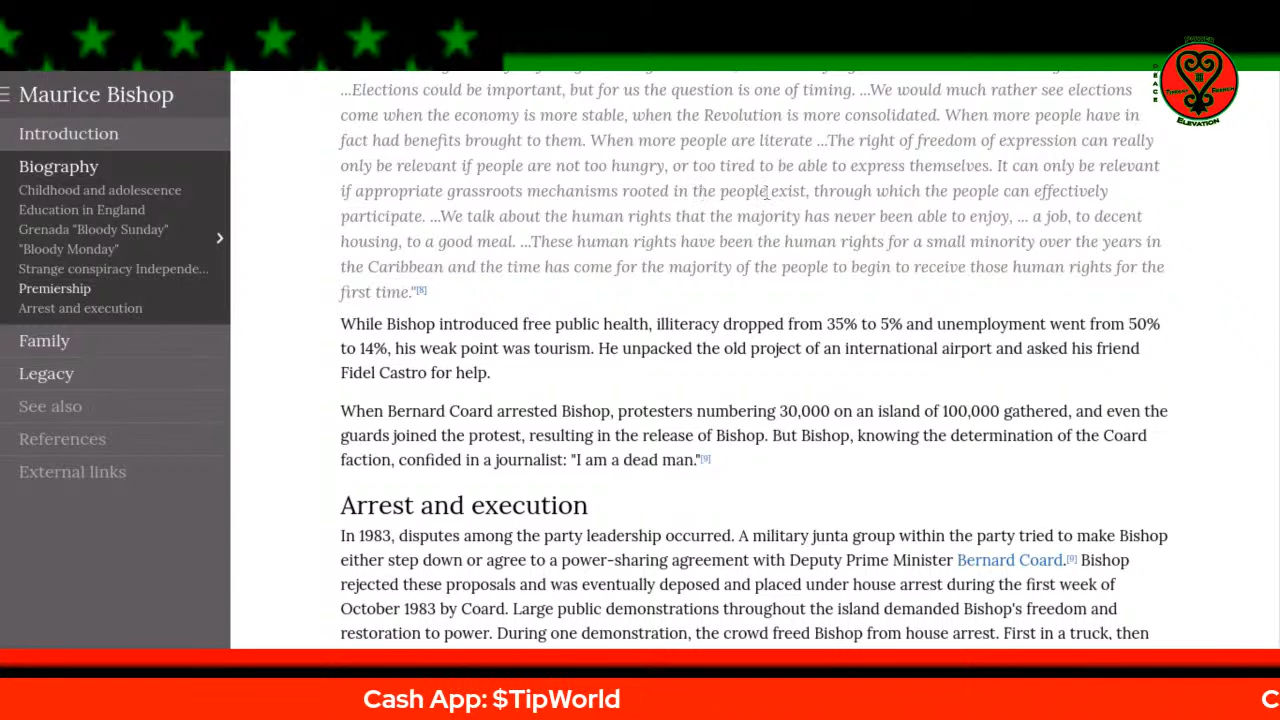 Maurice Bishop
Introduction
Biography
Childhood and adolescence
Education in England
Grenada "Bloody Sunday"
"Bloody Monday"
Strange conspiracy Independe...
Premiership
Arrest and execution
Family
Legacy
See also
References
External links
...Elections could be important, but for us the question is one of timing. ...We would much rather see elections
come when the economy is more stable, when the Revolution is more consolidated. When more people have in
fact had benefits brought to them. When more people are literate ...The right of freedom of expression can really
only be relevant if people are not too hungry, or too tired to be able to express themselves. It can only be relevant
if appropriate grassroots mechanisms rooted in the people exist, through which the people can effectively
participate. ...We talk about the human rights that the majority has never been able to enjoy, ... a job, to decent
housing, to a good meal. ...These human rights have been the human rights for a small minority over the years in
the Caribbean and the time has come for the majority of the people to begin to receive those human rights for the
first time."[8]
While Bishop introduced free public health, illiteracy dropped from 35% to 5% and unemployment went from 50%
to 14%, his weak point was tourism. He unpacked the old project of an international airport and asked his friend
Fidel Castro for help.
When Bernard Coard arrested Bishop, protesters numbering 30,000 on an island of 100,000 gathered, and even the
guards joined the protest, resulting in the release of Bishop. But Bishop, knowing the determination of the Coard
faction, confided in a journalist: "I am a dead man."[9]
Arrest and execution
In 1983, disputes among the party leadership occurred. A military junta group within the party tried to make Bishop
either step down or agree to a power-sharing agreement with Deputy Prime Minister Bernard Coard.[9] Bishop
rejected these proposals and was eventually deposed and placed under house arrest during the first week of
October 1983 by Coard. Large public demonstrations throughout the island demanded Bishop's freedom and
restoration to power. During one demonstration, the crowd freed Bishop from house arrest. First in a truck, then
POWER
PEACE
ELEVATION
Cash App: $TipWorld
C